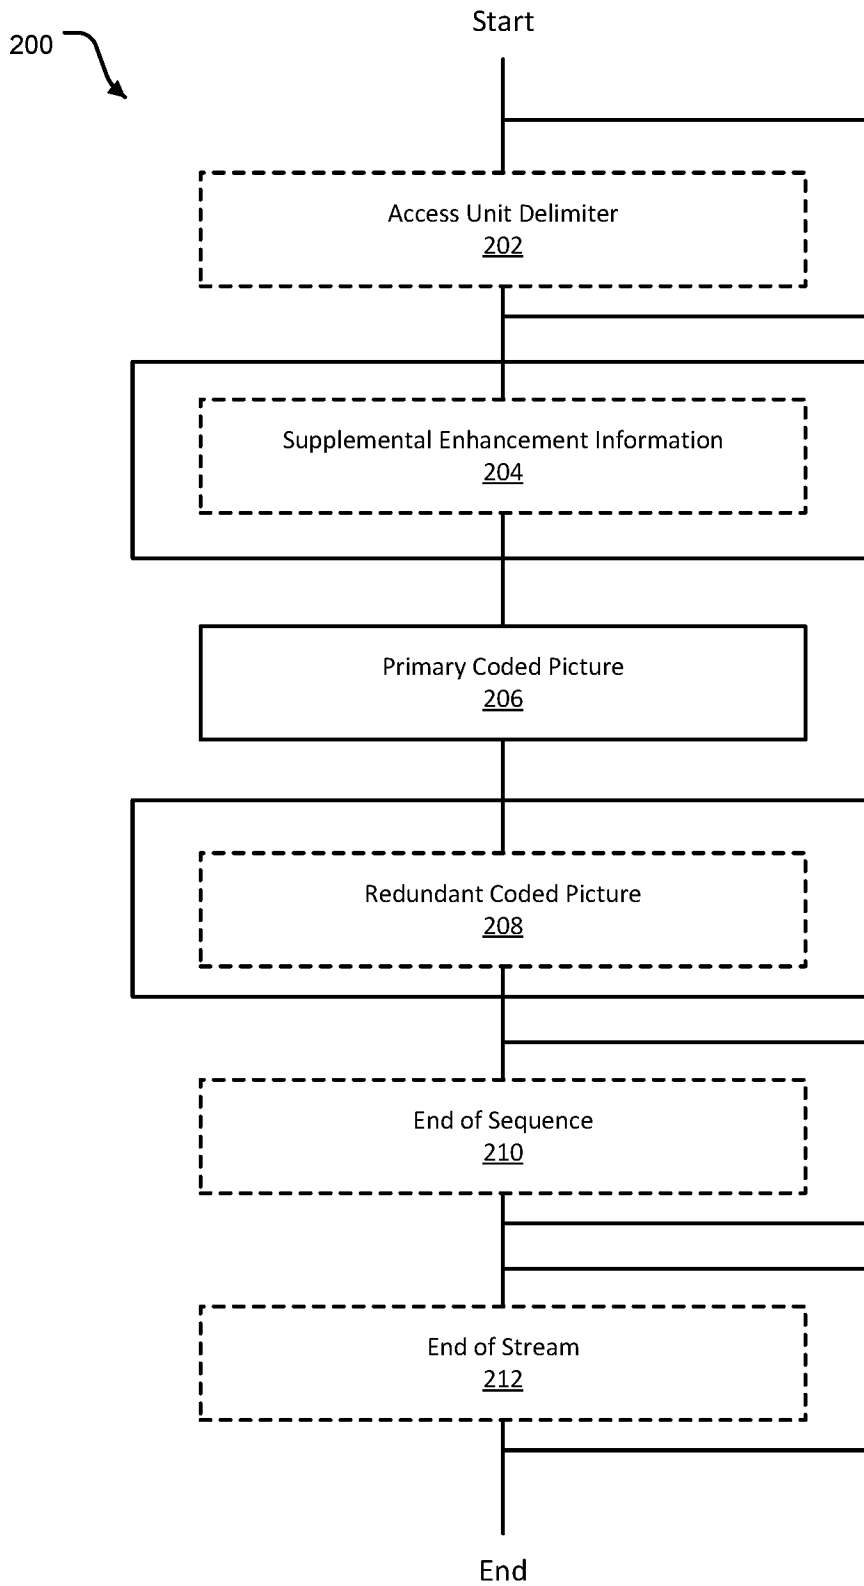 Start
200
Access Unit Delimiter
202
Supplemental Enhancement Information
204
Primary Coded Picture
206
Redundant Coded Picture
208
End of Sequence
210
End of Stream
212
End